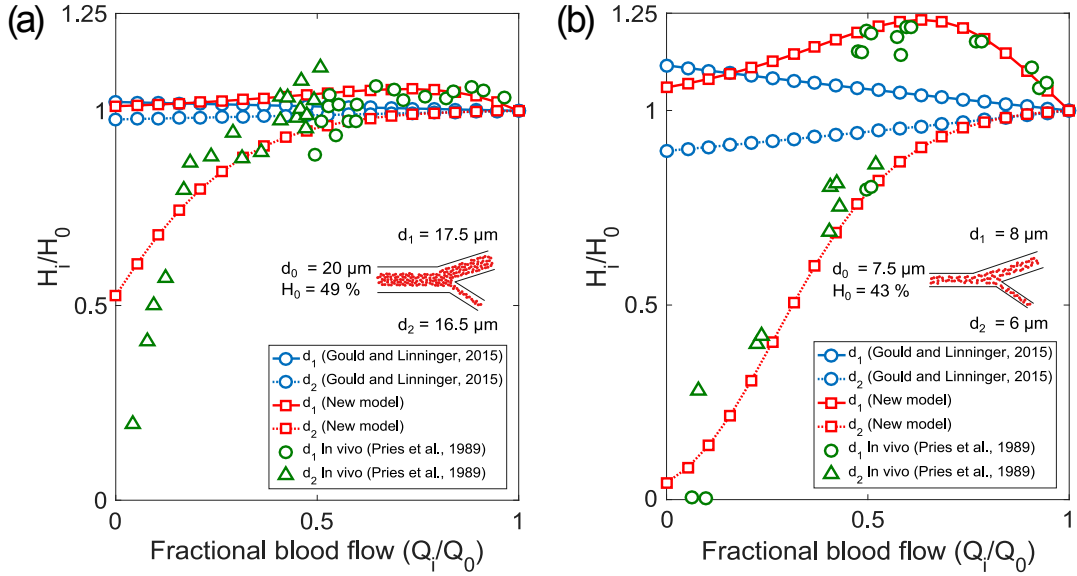 (a)
1.25
1
0.5
0
H_i/H_0
d_1 = 17.5 μm
d_0 = 20 μm
H_0 = 49 %
d_2 = 16.5 μm
d_1 (Gould and Linninger, 2015)
d_2 (Gould and Linninger, 2015)
d_1 (New model)
d_2 (New model)
d_1 In vivo (Pries et al., 1989)
d_2 In vivo (Pries et al., 1989)
0 0.5 1
Fractional blood flow (Q_i/Q_0)
(b)
1.25
1
0.5
0
H_i/H_0
d_1 = 8 μm
d_0 = 7.5 μm
H_0 = 43 %
d_2 = 6 μm
d_1 (Gould and Linninger, 2015)
d_2 (Gould and Linninger, 2015)
d_1 (New model)
d_2 (New model)
d_1 In vivo (Pries et al., 1989)
d_2 In vivo (Pries et al., 1989)
0 0.5 1
Fractional blood flow (Q_i/Q_0)